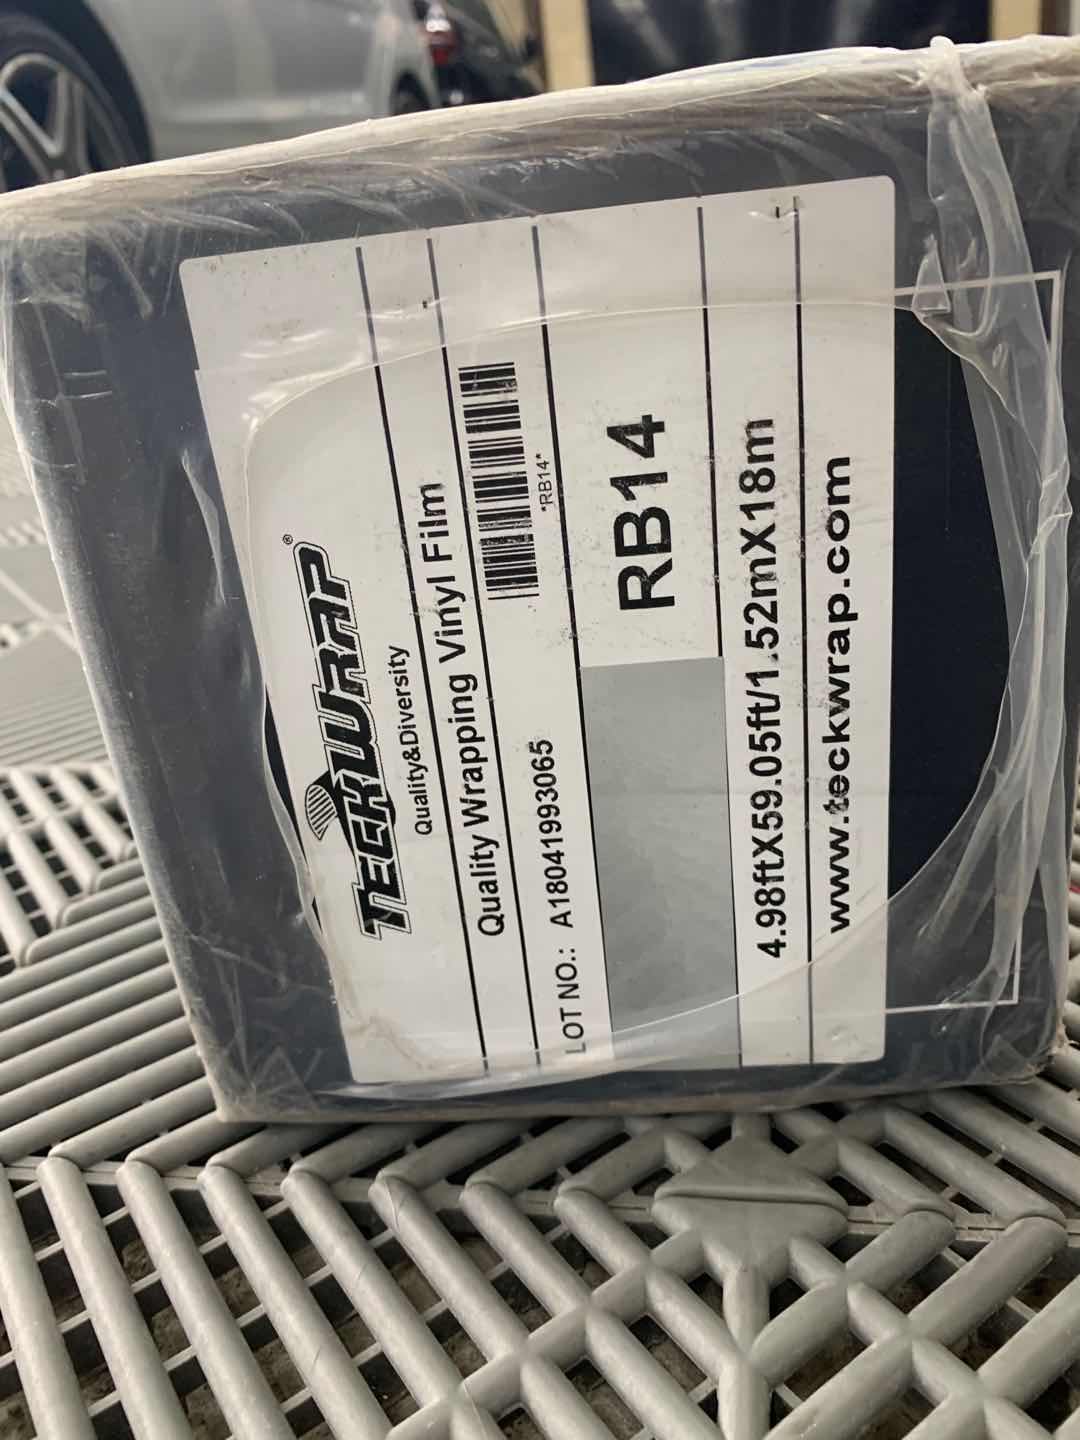 TECKWRAP®
Quality&Diversity
Quality Wrapping Vinyl Film
LOT NO.: A18041993065
*RB14*
RB14
4.98ftX59.05ft/1.52mX18m
www.teckwrap.com